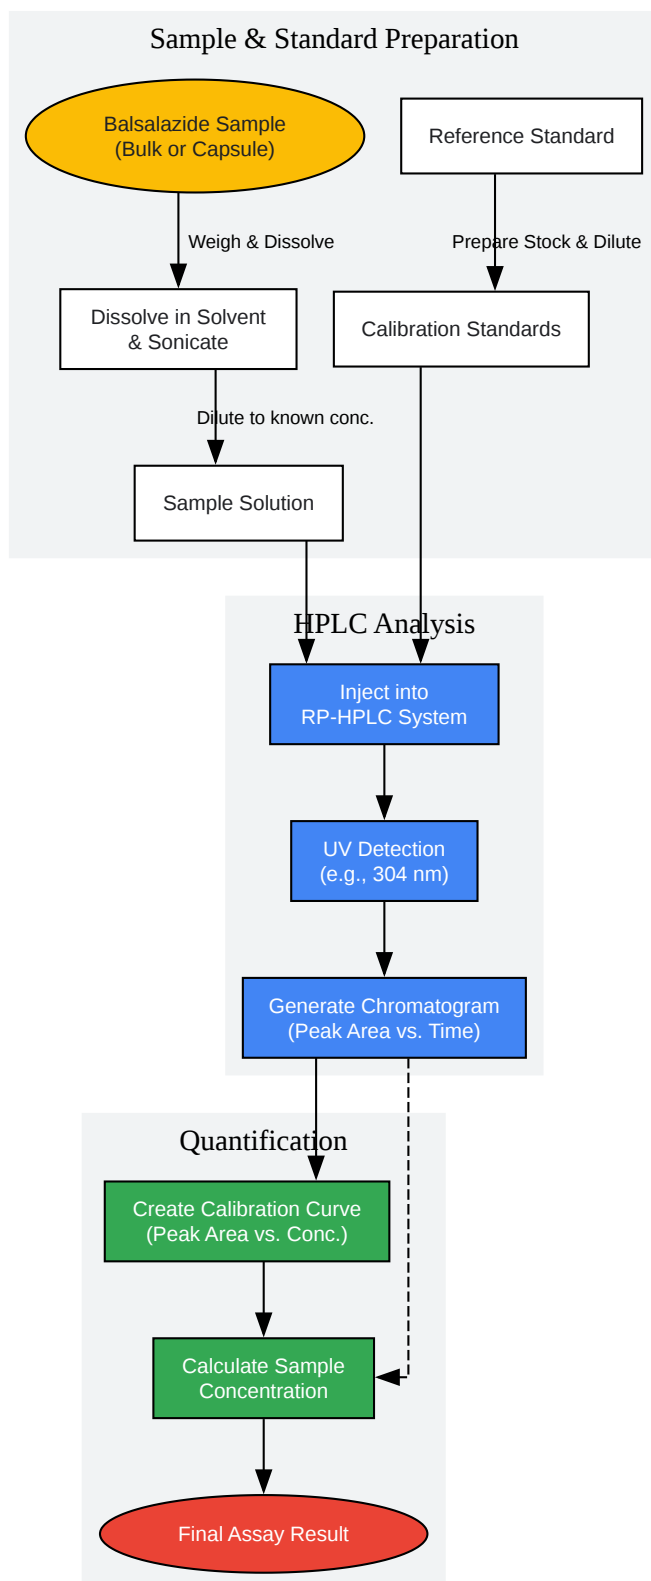 Sample & Standard Preparation
Balsalazide Sample
(Bulk or Capsule)
Reference Standard
Weigh & Dissolve
Prepare Stock & Dilute
Dissolve in Solvent
& Sonicate
Calibration Standards
Dilute to known conc.
Sample Solution
HPLC Analysis
Inject into
RP-HPLC System
UV Detection
(e.g., 304 nm)
Generate Chromatogram
(Peak Area vs. Time)
Quantification
Create Calibration Curve
(Peak Area vs. Conc.)
Calculate Sample
Concentration
Final Assay Result